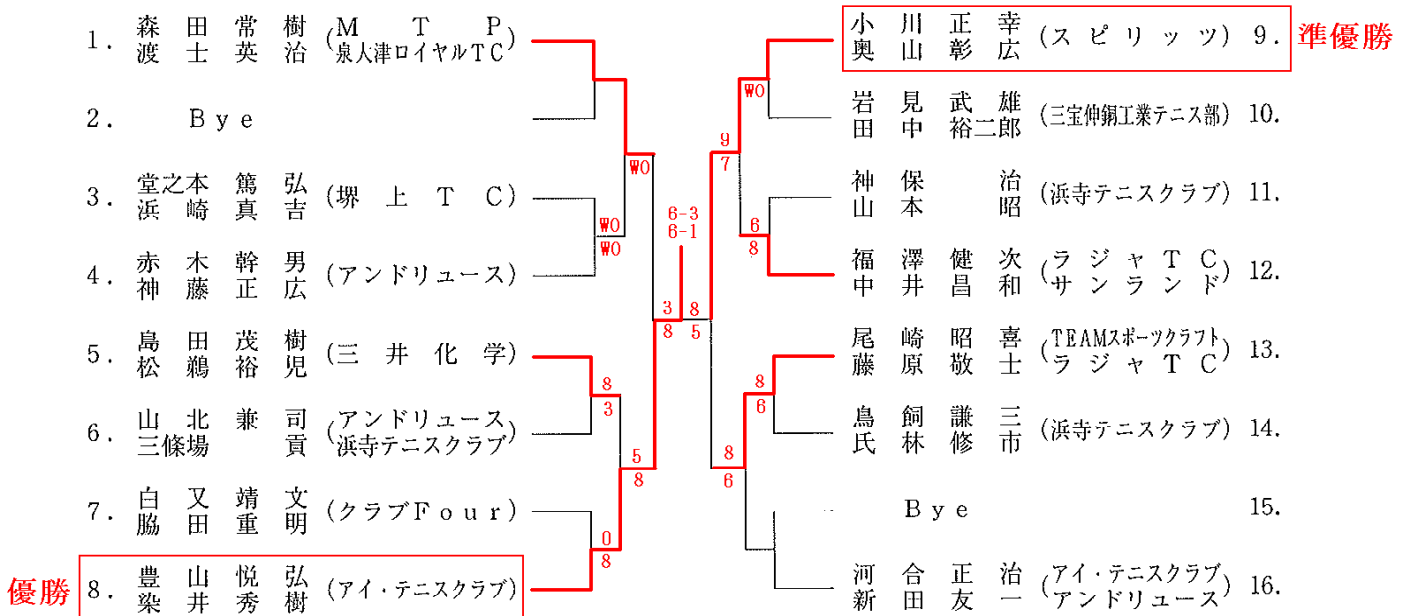 1. 森田常樹 (MTP
渡士英治 泉大津ロイヤルTC)
2. Bye
3. 堂之本篤弘 (堺上TC)
浜崎真吉
4. 赤木幹男 (アンドリュース)
神藤正広
5. 島田茂樹 (三井化学)
松鵜裕児
6. 山北兼司 (アンドリュース
三條場貢 浜寺テニスクラブ)
7. 白又靖文 (クラブFour)
脇田重明
優勝 8. 豊山悦弘 (アイ・テニスクラブ)
染井秀樹
WO
WO
WO
8
3
0
8
5
8
3
8
6-3
6-1
8
5
9
7
WO
6
8
8
6
8
6
小川正幸 (スピリッツ) 9. 準優勝
奥山彰広
岩見武雄 (三宝伸銅工業テニス部) 10.
田中裕二郎
神保治 (浜寺テニスクラブ) 11.
山本昭
福澤健次 (ラジャTC
中井昌和 サンランド) 12.
尾崎昭喜 (TEAMスポーツクラフト
藤原敬士 ラジャTC) 13.
鳥飼謙三 (浜寺テニスクラブ) 14.
氏林修市
Bye 15.
河合正治 (アイ・テニスクラブ
新田友一 アンドリュース) 16.